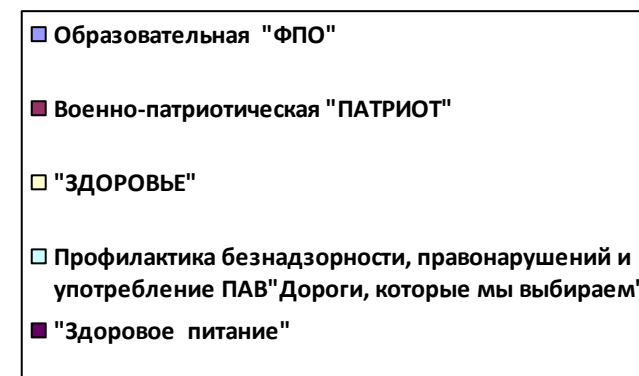 Образовательная "ФПО"
Военно-патриотическая "ПАТРИОТ"
"ЗДОРОВЬЕ"
Профилактика безнадзорности, правонарушений и
употребление ПАВ"Дороги, которые мы выбираем"
"Здоровое питание"